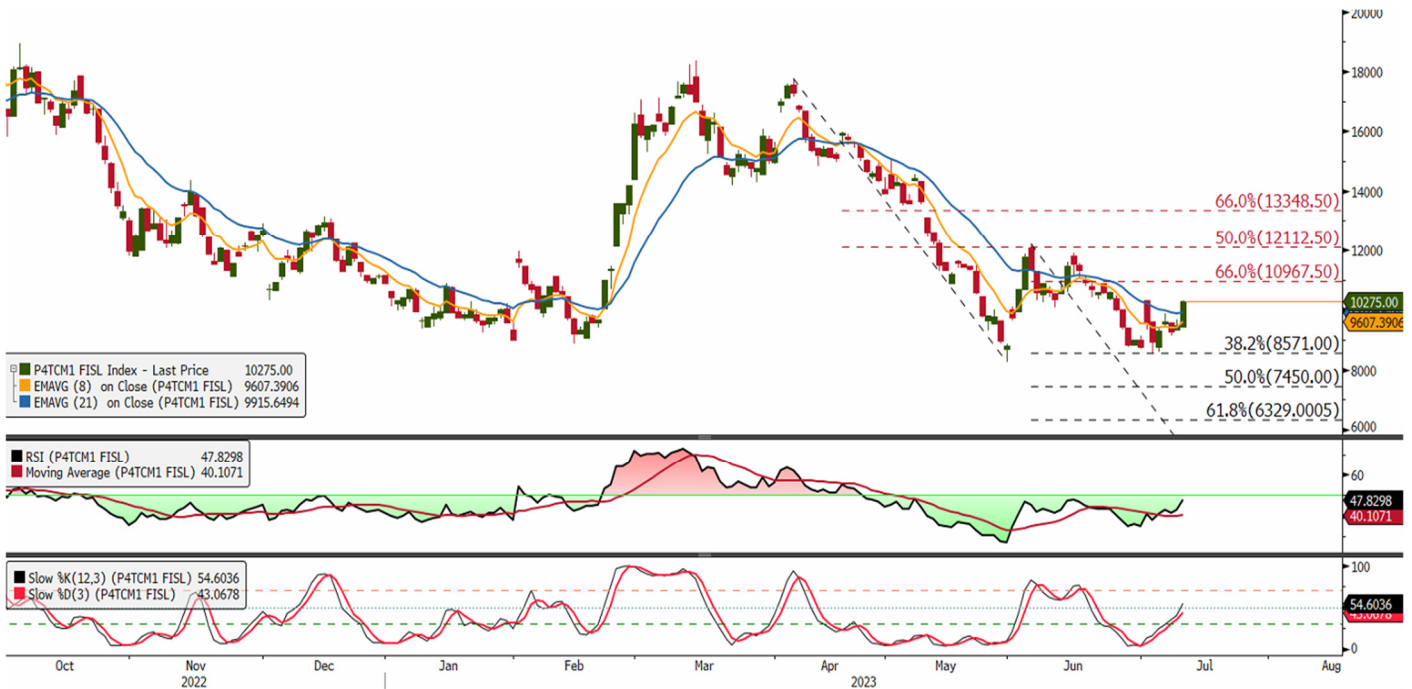 20000
18000
16000
14000
12000
8000
6000
66.0%(13348.50)
50.0%(12112.50)
66.0%(10967.50)
10275.00
9607.3906
38.2%(8571.00)
50.0%(7450.00)
61.8%(6329.0005)
P4TCM1 FISL Index - Last Price 10275.00
EMAVG (8) on Close (P4TCM1 FISL) 9607.3906
EMAVG (21) on Close (P4TCM1 FISL) 9915.6494
RSI (P4TCM1 FISL) 47.8298
Moving Average (P4TCM1 FISL) 40.1071
60
47.8298
40.1071
Slow %K(12,3) (P4TCM1 FISL) 54.6036
Slow %D(3) (P4TCM1 FISL) 43.0678
100
54.6036
43.0678
0
Oct Nov Dec Jan Feb Mar Apr May Jun Jul Aug
2022 2023